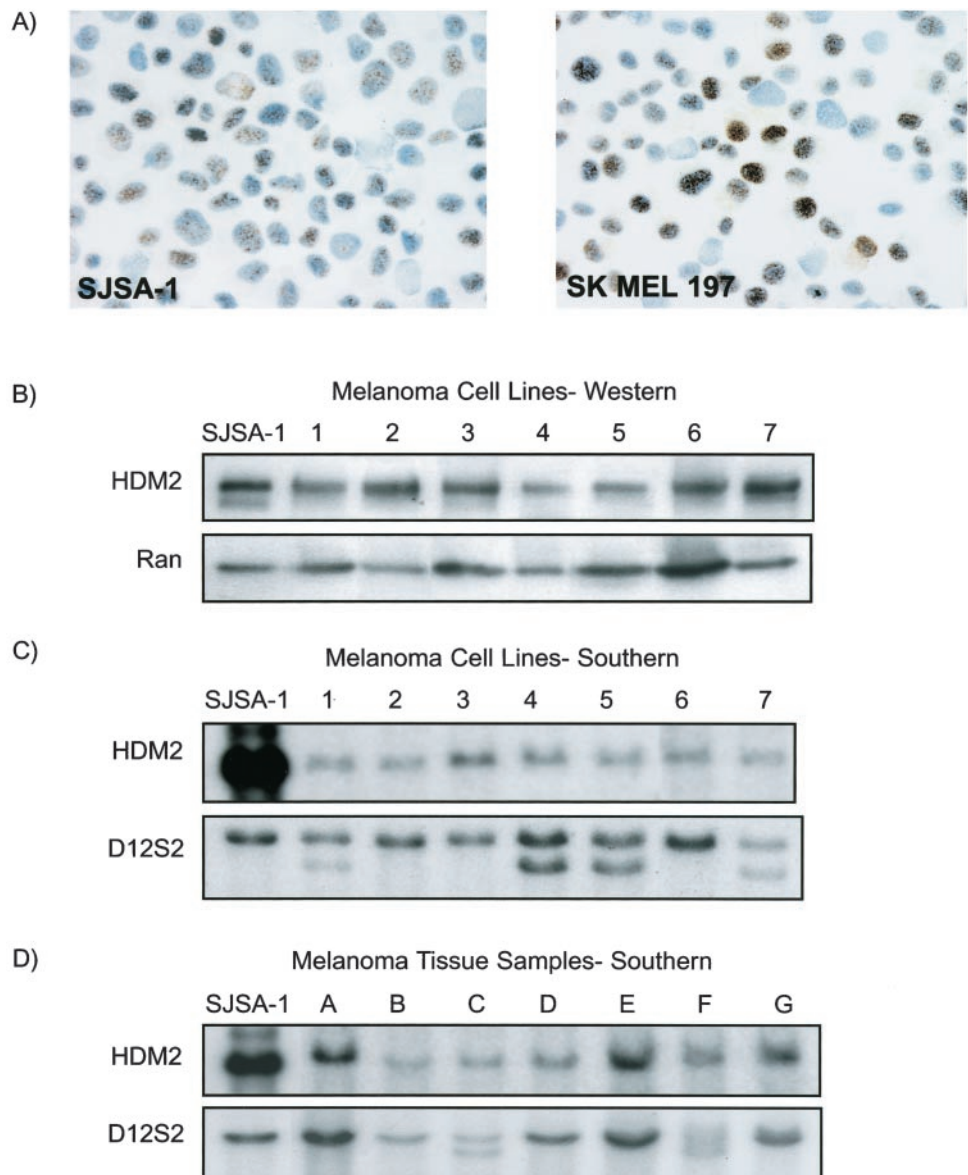 A)
SJSA-1
SK MEL 197
B)
Melanoma Cell Lines- Western
SJSA-1 1 2 3 4 5 6 7
HDM2
Ran
C)
Melanoma Cell Lines- Southern
SJSA-1 1 2 3 4 5 6 7
HDM2
D12S2
D)
Melanoma Tissue Samples- Southern
SJSA-1 A B C D E F G
HDM2
D12S2